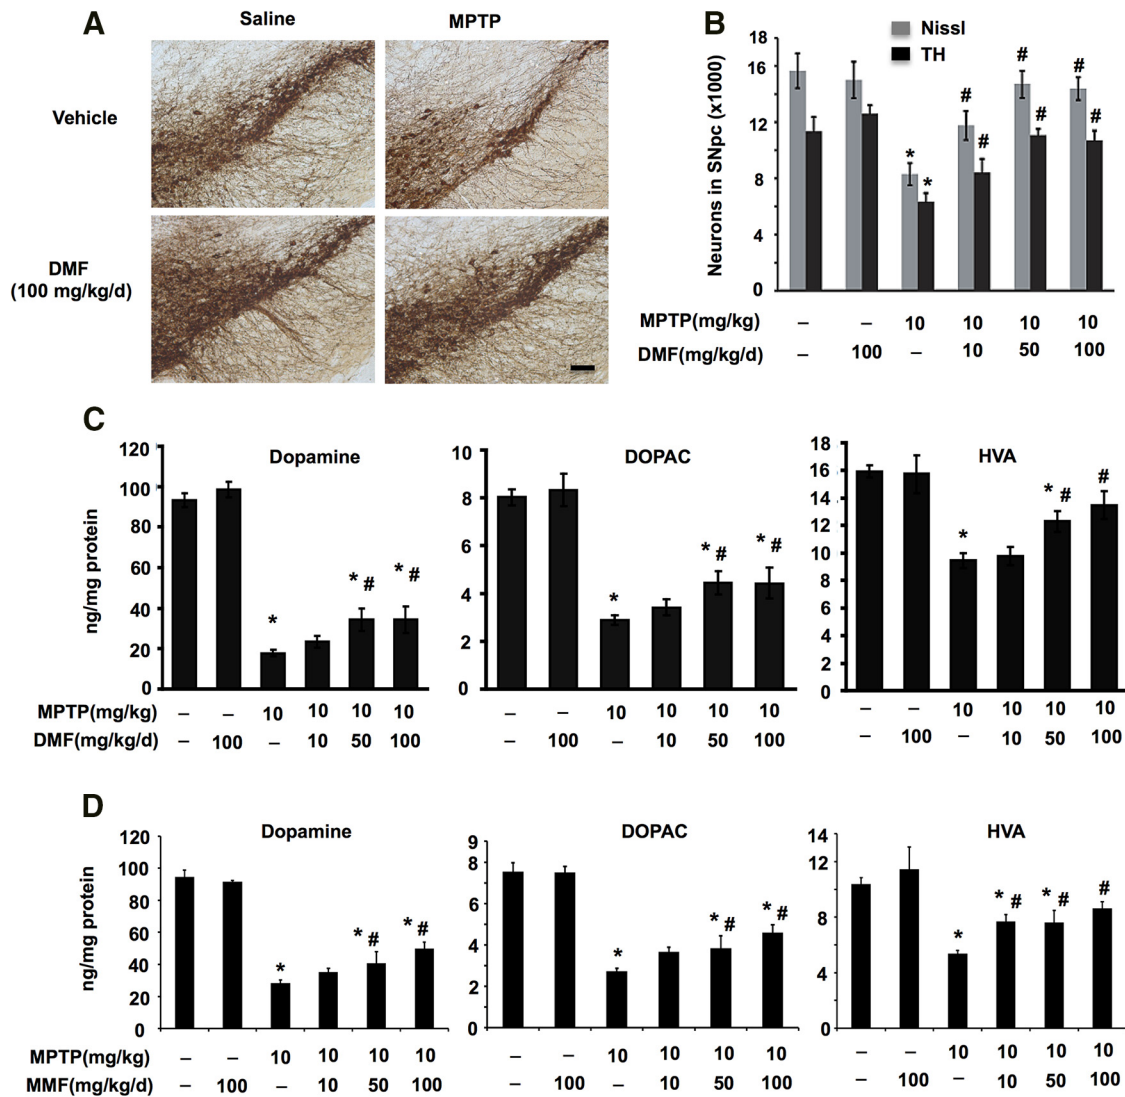 A
Saline
MPTP
Vehicle
DMF
(100 mg/kg/d)
B
Nissl
TH
Neurons in SNpc (x1000)
18
16
12
8
4
0
# # # # # #
* *
MPTP(mg/kg) – – 10 10 10 10
DMF(mg/kg/d) – 100 – 10 50 100
C
Dopamine
ng/mg protein
120
100
80
60
40
20
0
* * # * #
MPTP(mg/kg) – – 10 10 10 10
DMF(mg/kg/d) – 100 – 10 50 100
DOPAC
10
8
6
4
2
0
* * # * #
– – 10 10 10 10
– 100 – 10 50 100
HVA
18
16
14
12
10
8
6
4
2
0
* * # #
– – 10 10 10 10
– 100 – 10 50 100
D
Dopamine
ng/mg protein
120
100
80
60
40
20
0
* * # * #
MPTP(mg/kg) – – 10 10 10 10
MMF(mg/kg/d) – 100 – 10 50 100
DOPAC
9
8
7
6
5
4
3
2
1
0
* * # * #
– – 10 10 10 10
– 100 – 10 50 100
HVA
14
12
8
4
0
* * # * # #
– – 10 10 10 10
– 100 – 10 50 100